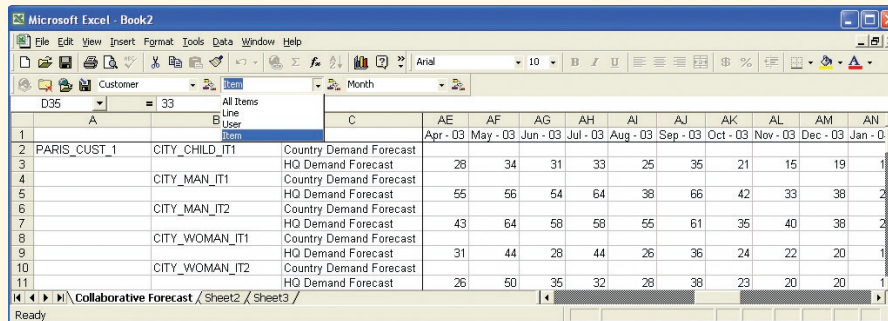 Microsoft Excel - Book2
File Edit View Insert Format Tools Data Window Help
Arial 10 B I U $ %
Customer Item Month
D35 = 33
All Items
Line
User
Item
A B C AE AF AG AH AI AJ AK AL AM AN
1 Apr - 03 May - 03 Jun - 03 Jul - 03 Aug - 03 Sep - 03 Oct - 03 Nov - 03 Dec - 03 Jan - 0
2 PARIS_CUST_1 CITY_CHILD_IT1 Country Demand Forecast
3 HQ Demand Forecast 28 34 31 33 25 35 21 15 19 1
4 CITY_MAN_IT1 Country Demand Forecast
5 HQ Demand Forecast 55 56 54 64 38 66 42 33 38 2
6 CITY_MAN_IT2 Country Demand Forecast
7 HQ Demand Forecast 43 64 58 58 55 61 35 40 38 2
8 CITY_WOMAN_IT1 Country Demand Forecast
9 HQ Demand Forecast 31 44 28 44 26 36 24 22 20 1
10 CITY_WOMAN_IT2 Country Demand Forecast
11 HQ Demand Forecast 26 50 35 32 28 38 23 20 20 1
Collaborative Forecast / Sheet2 / Sheet3 /
Ready